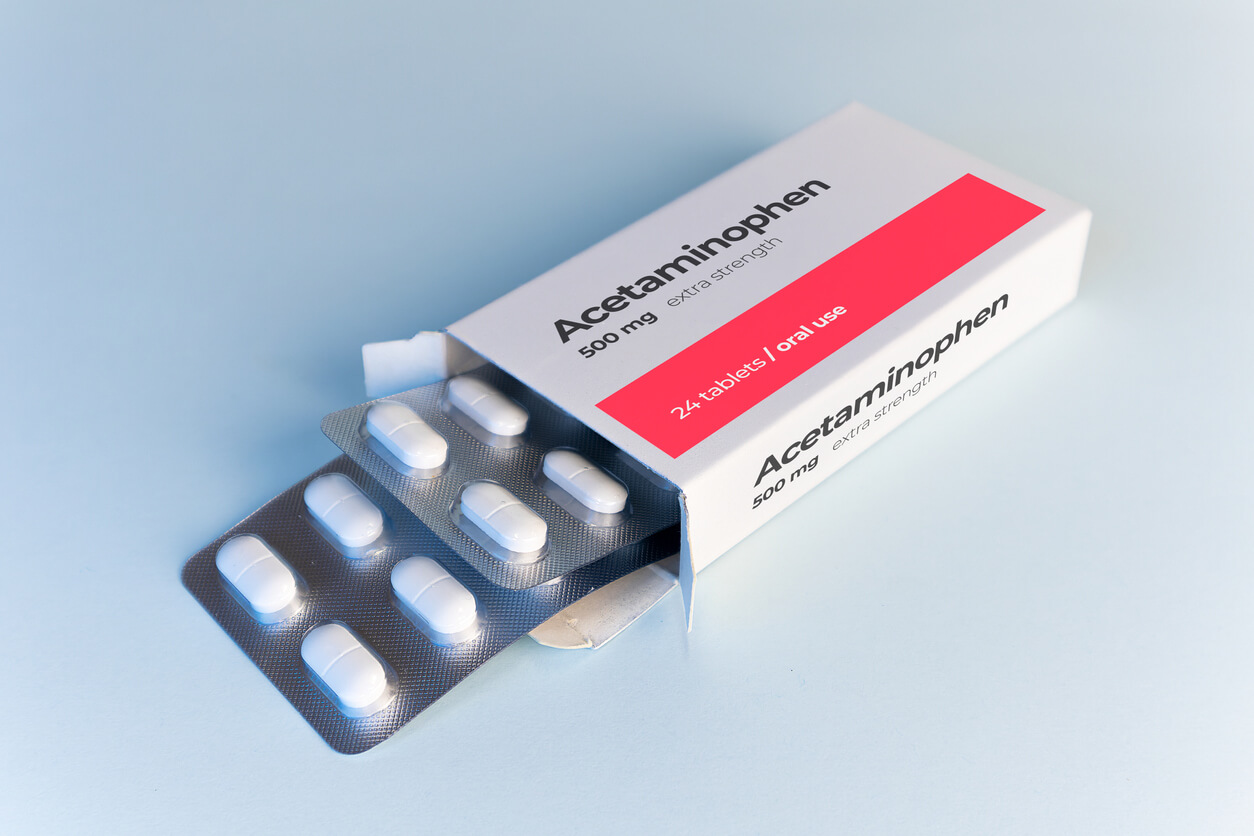 Acetaminophen
500 mg extra strength
24 tablets / oral use
Acetaminophen
500 mg extra strength